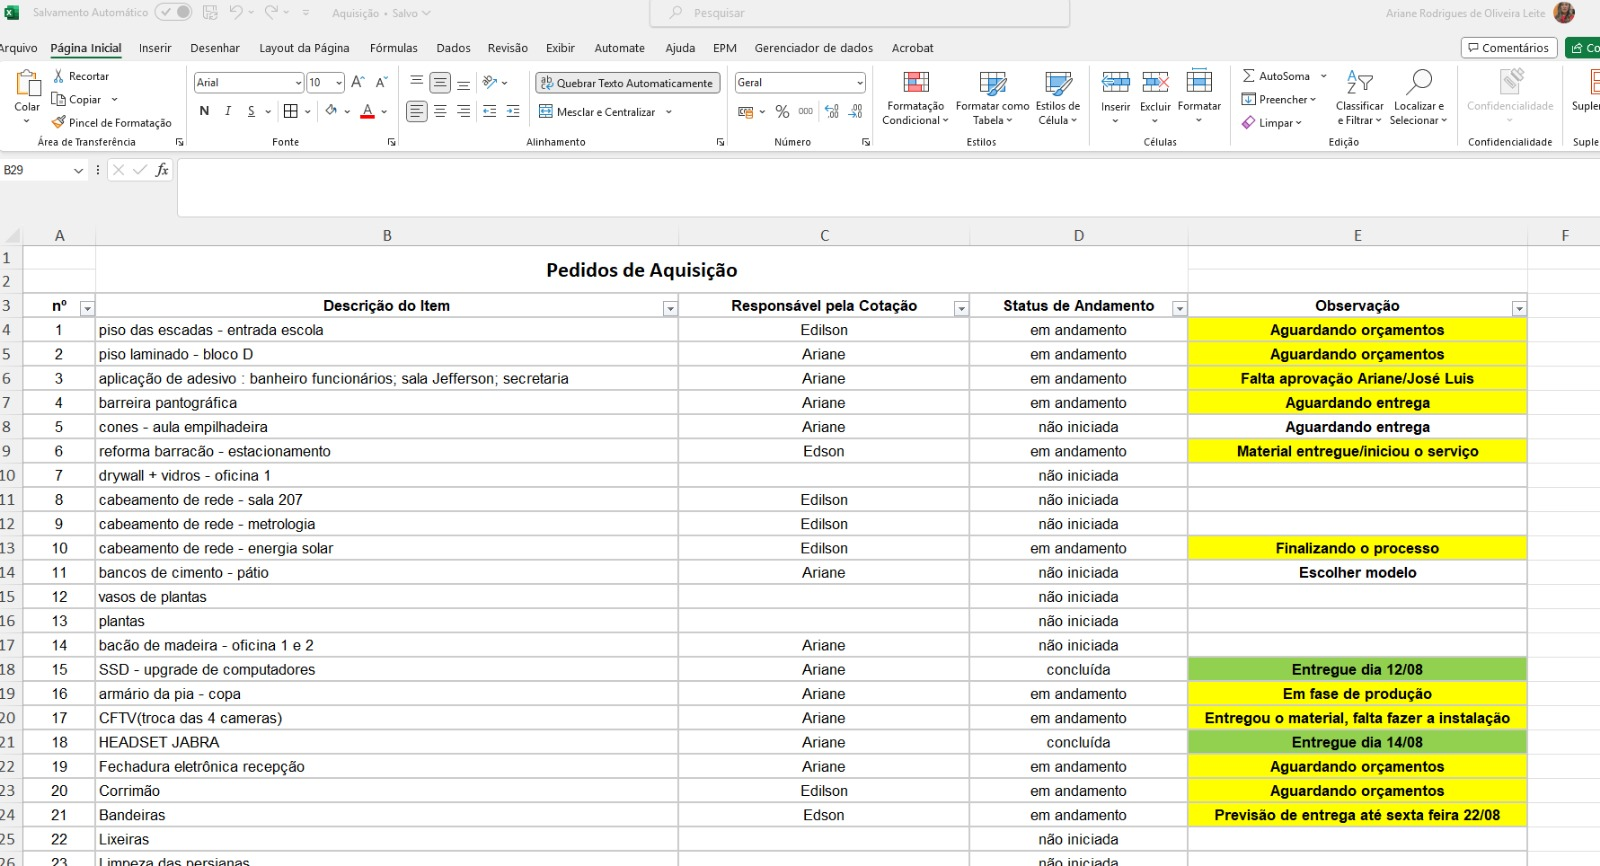 Salvamento Automático
Aquisição • Salvo
Pesquisar
Ariane Rodrigues de Oliveira Leite
Arquivo Página Inicial Inserir Desenhar Layout da Página Fórmulas Dados Revisão Exibir Automate Ajuda EPM Gerenciador de dados Acrobat
Comentários
Co
Colar
Recortar
Copiar
Pincel de Formatação
Área de Transferência
Arial 10
N I S
Fonte
Quebrar Texto Automaticamente
Mesclar e Centralizar
Alinhamento
Geral
% 000
Número
Formatação Condicional
Formatar como Tabela
Estilos de Célula
Estilos
Inserir Excluir Formatar
Células
AutoSoma
Preencher
Limpar
Classificar e Filtrar
Localizar e Selecionar
Edição
Confidencialidade
Confidencialidade
Suple
Suple
B29 fx
A B C D E F
1 Pedidos de Aquisição
2
3 nº Descrição do Item Responsável pela Cotação Status de Andamento Observação
4 1 piso das escadas - entrada escola Edilson em andamento Aguardando orçamentos
5 2 piso laminado - bloco D Ariane em andamento Aguardando orçamentos
6 3 aplicação de adesivo : banheiro funcionários; sala Jefferson; secretaria Ariane em andamento Falta aprovação Ariane/José Luis
7 4 barreira pantográfica Ariane em andamento Aguardando entrega
8 5 cones - aula empilhadeira Ariane não iniciada Aguardando entrega
9 6 reforma barracão - estacionamento Edson em andamento Material entregue/iniciou o serviço
10 7 drywall + vidros - oficina 1 não iniciada
11 8 cabeamento de rede - sala 207 Edilson não iniciada
12 9 cabeamento de rede - metrologia Edilson não iniciada
13 10 cabeamento de rede - energia solar Edilson em andamento Finalizando o processo
14 11 bancos de cimento - pátio Ariane não iniciada Escolher modelo
15 12 vasos de plantas não iniciada
16 13 plantas não iniciada
17 14 bacão de madeira - oficina 1 e 2 Ariane não iniciada
18 15 SSD - upgrade de computadores Ariane concluída Entregue dia 12/08
19 16 armário da pia - copa Ariane em andamento Em fase de produção
20 17 CFTV(troca das 4 cameras) Ariane em andamento Entregou o material, falta fazer a instalação
21 18 HEADSET JABRA Ariane concluída Entregue dia 14/08
22 19 Fechadura eletrônica recepção Ariane em andamento Aguardando orçamentos
23 20 Corrimão Edilson em andamento Aguardando orçamentos
24 21 Bandeiras Edson em andamento Previsão de entrega até sexta feira 22/08
25 22 Lixeiras não iniciada
26 23 Limpeza das persianas não iniciada